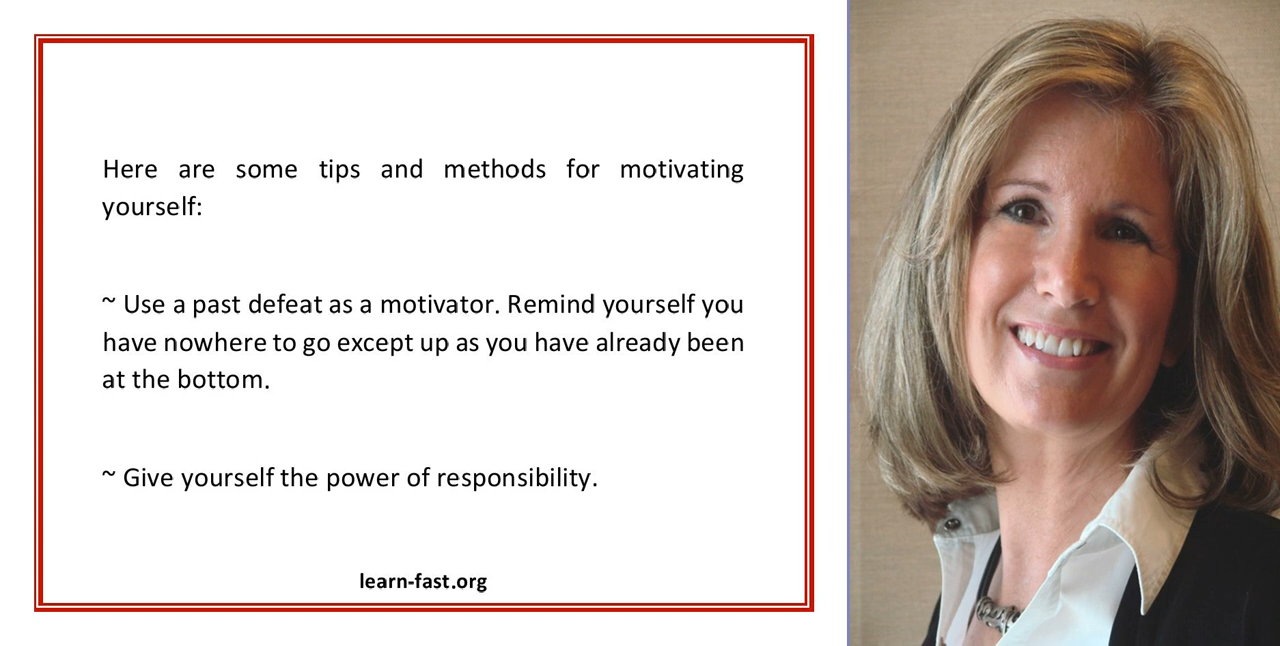 Here are some tips and methods for motivating
yourself:
~ Use a past defeat as a motivator. Remind yourself you
have nowhere to go except up as you have already been
at the bottom.
~ Give yourself the power of responsibility.
learn-fast.org